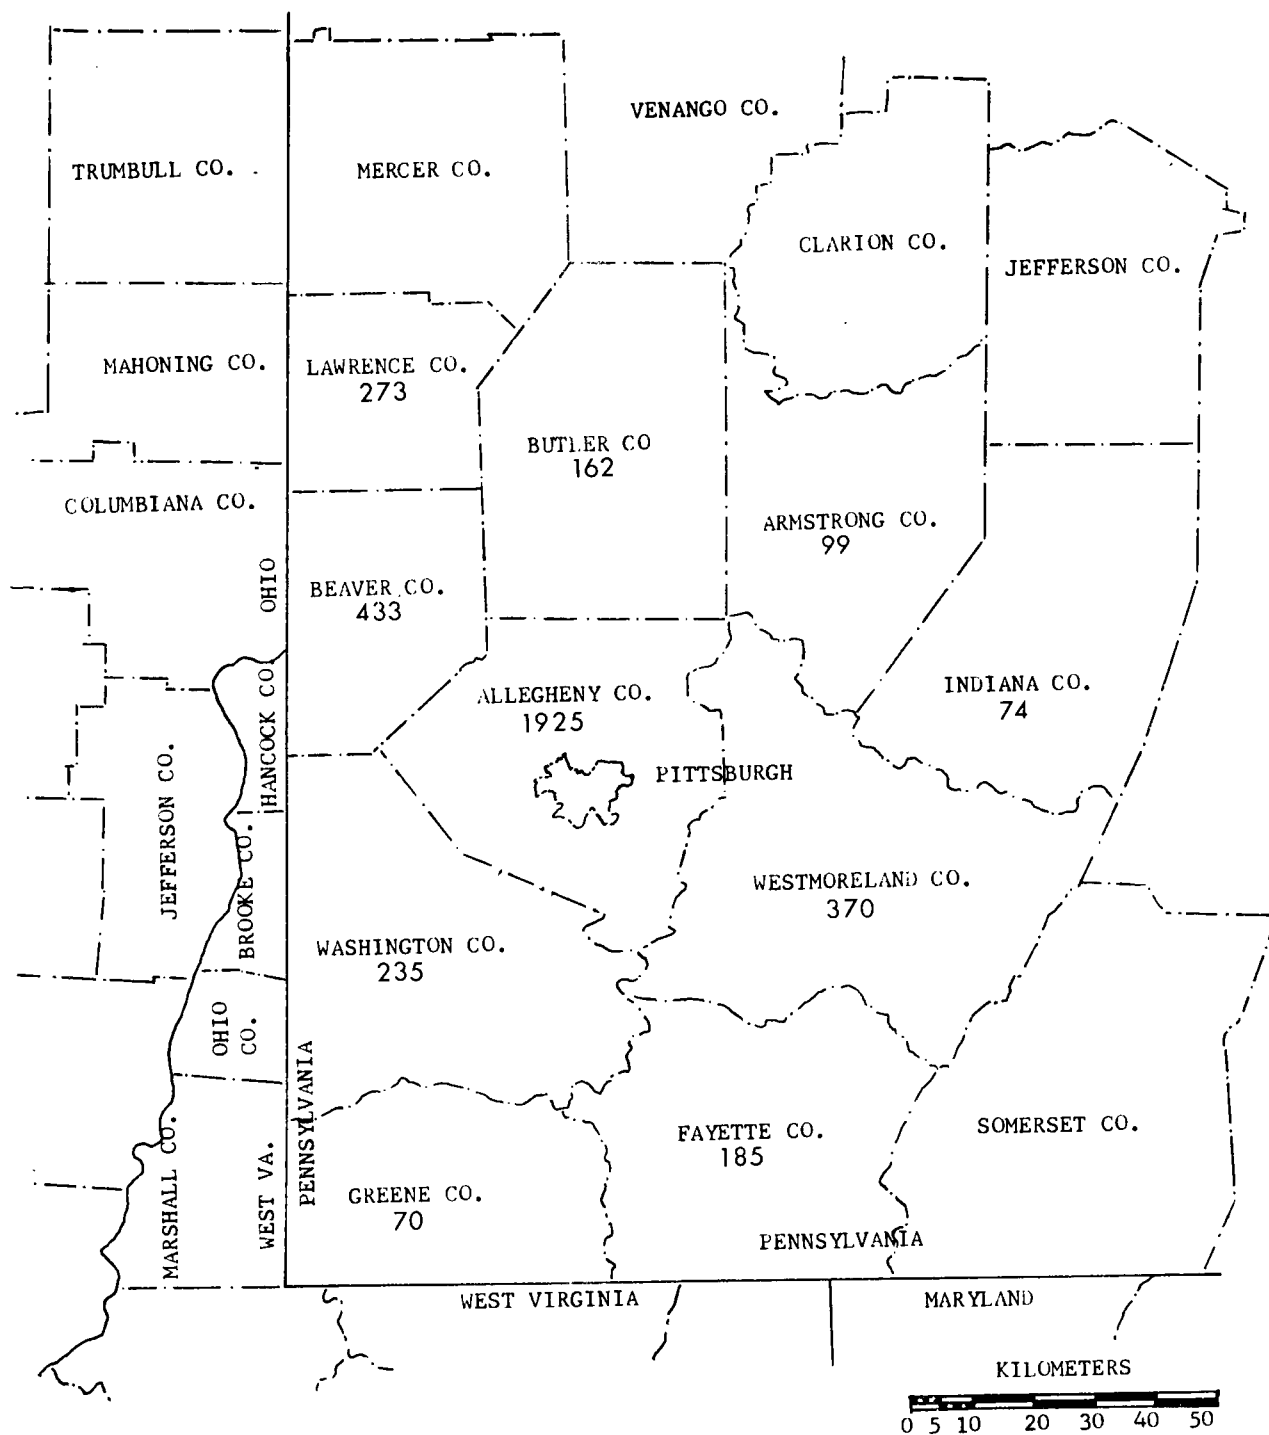 VENANGO CO.
TRUMBULL CO.
MERCER CO.
CLARION CO.
JEFFERSON CO.
MAHONING CO.
LAWRENCE CO.
273
BUTLER CO
162
COLUMBIANA CO.
ARMSTRONG CO.
99
OHIO
BEAVER CO.
433
HANCOCK CO
ALLEGHENY CO.
1925
INDIANA CO.
74
PITTSBURGH
JEFFERSON CO.
BROOKE CO.
WESTMORELAND CO.
370
WASHINGTON CO.
235
OHIO
CO.
PENNSYLVANIA
MARSHALL CO.
WEST VA.
FAYETTE CO.
185
SOMERSET CO.
GREENE CO.
70
PENNSYLVANIA
WEST VIRGINIA
MARYLAND
KILOMETERS
0 5 10 20 30 40 50